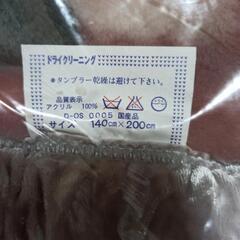 ドライクリーニング
*タンブラー乾燥は避けて下さい。
品質表示
アクリル 100%
D-OS 0005 国産品
サイズ 140cm×200cm